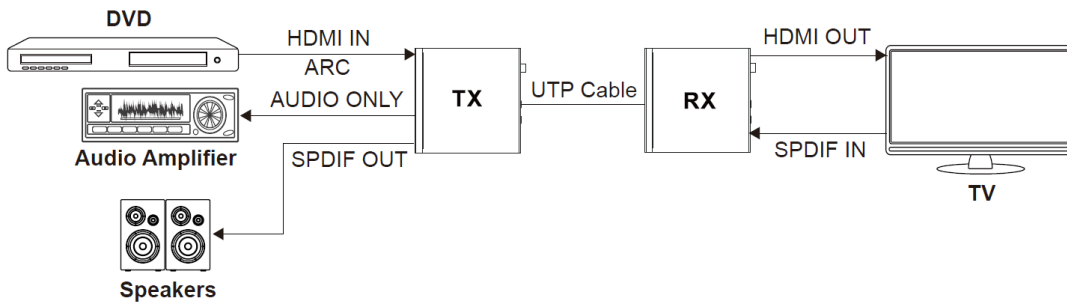 DVD
HDMI IN
ARC
HDMI OUT
TX
UTP Cable
RX
AUDIO ONLY
Audio Amplifier
SPDIF OUT
SPDIF IN
TV
Speakers